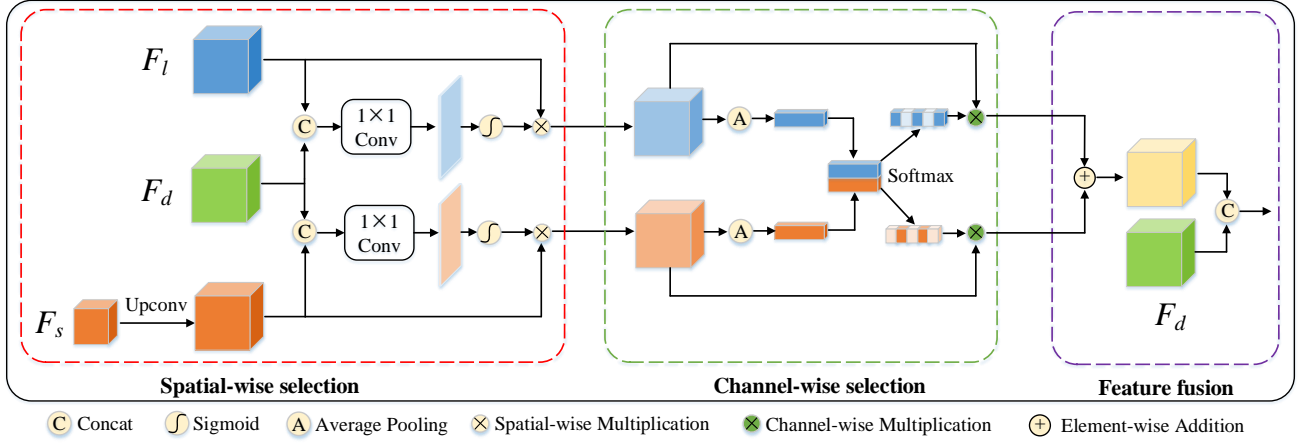 F_l
C
1×1
Conv
×
A
×
F_d
Softmax
+
C
C
1×1
Conv
×
A
×
F_s
Upconv
F_d
Spatial-wise selection
Channel-wise selection
Feature fusion
C Concat
Sigmoid
A Average Pooling
× Spatial-wise Multiplication
× Channel-wise Multiplication
+ Element-wise Addition